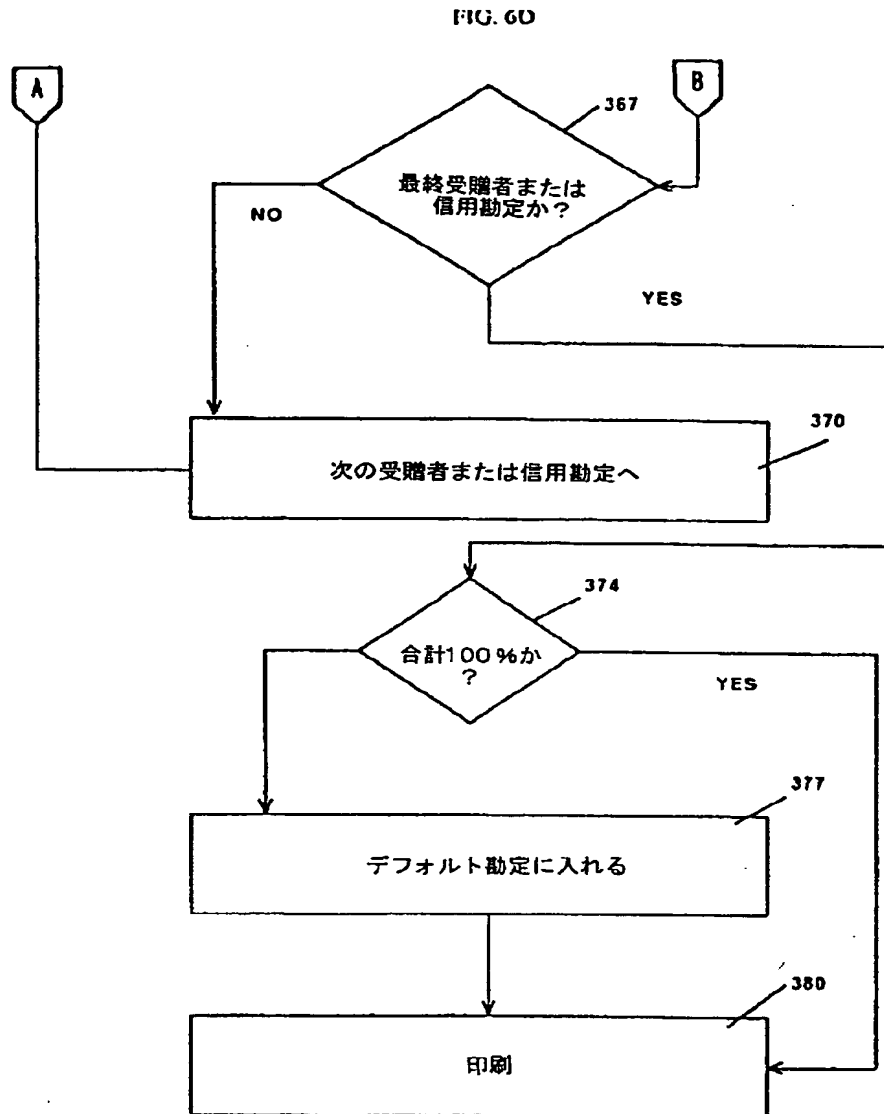 FIG. 6D
A
B
367
最終受贈者または
信用勘定か？
NO
YES
370
次の受贈者または信用勘定へ
374
合計100%か
？
YES
377
デフォルト勘定に入れる
380
印刷